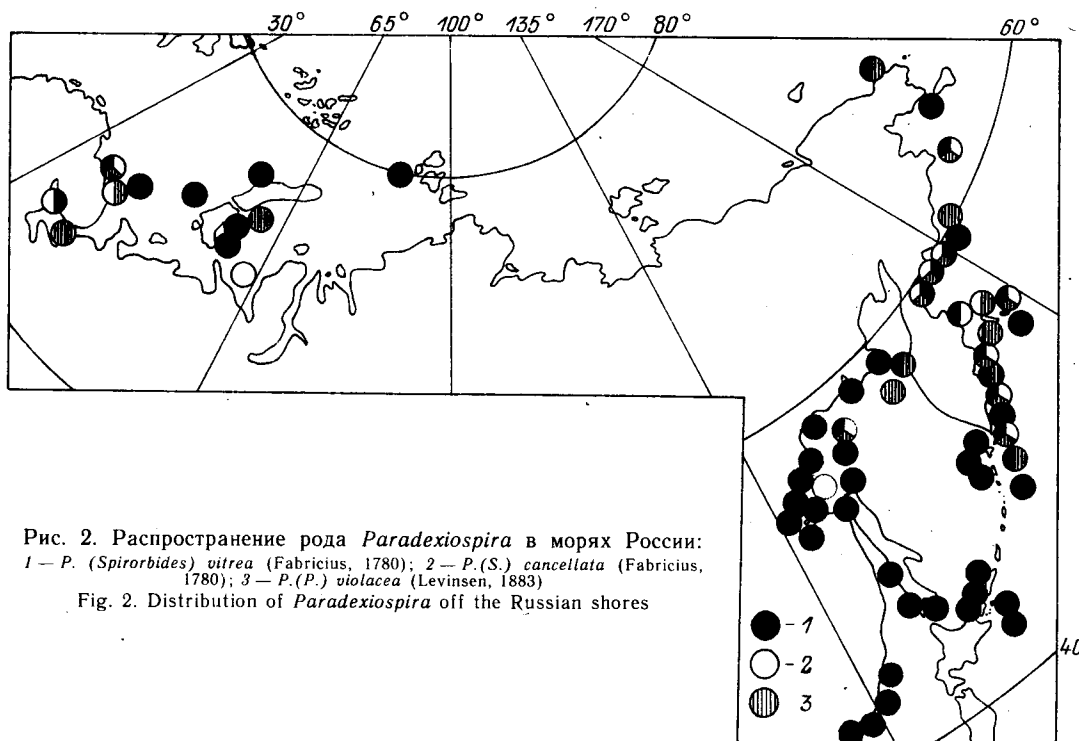 30° 65° 100° 135° 170° 80° 60°
40
Рис. 2. Распространение рода Paradexiospira в морях России:
1 — P. (Spirorbides) vitrea (Fabricius, 1780); 2 — P.(S.) cancellata (Fabricius,
1780); 3 — P.(P.) violacea (Levinsen, 1883)
Fig. 2. Distribution of Paradexiospira off the Russian shores
- 1
- 2
3